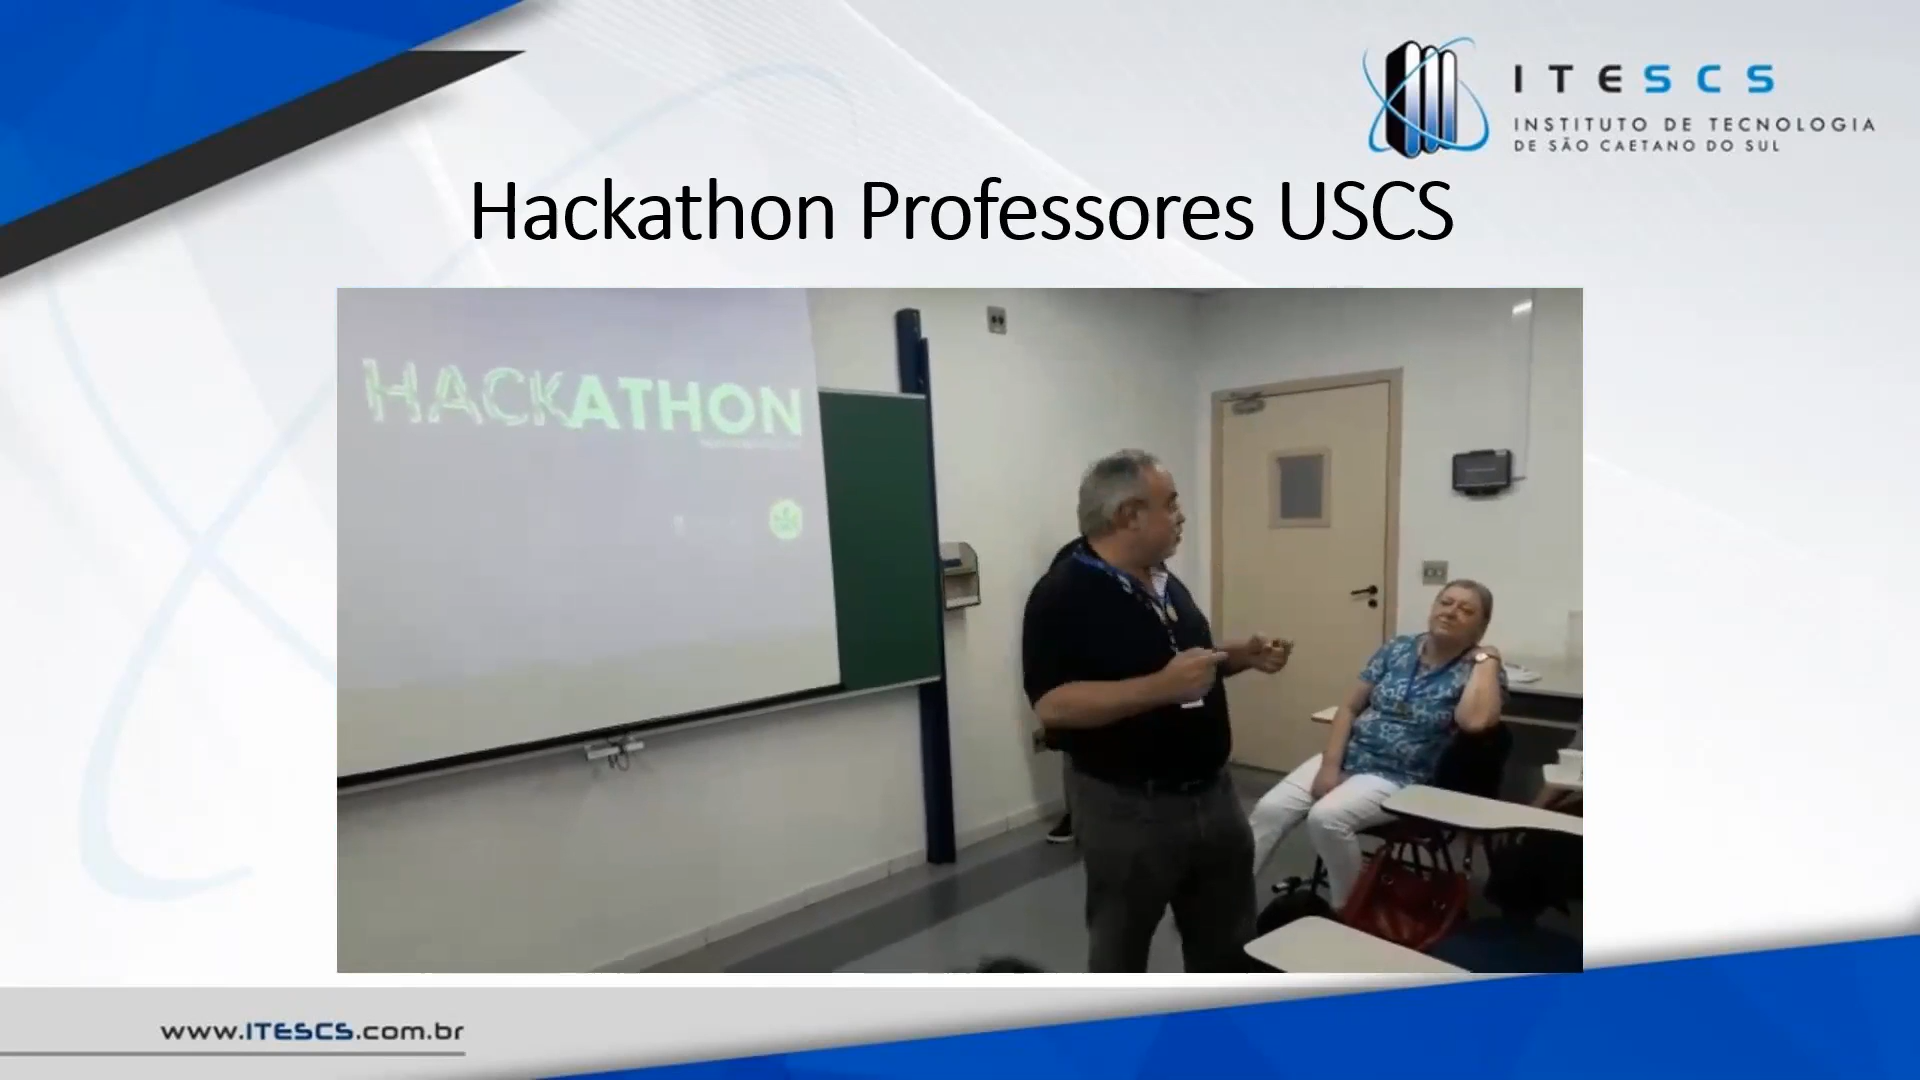 ITESCS
INSTITUTO DE TECNOLOGIA
DE SÃO CAETANO DO SUL
Hackathon Professores USCS
HACKATHON
www.ITESCS.com.br